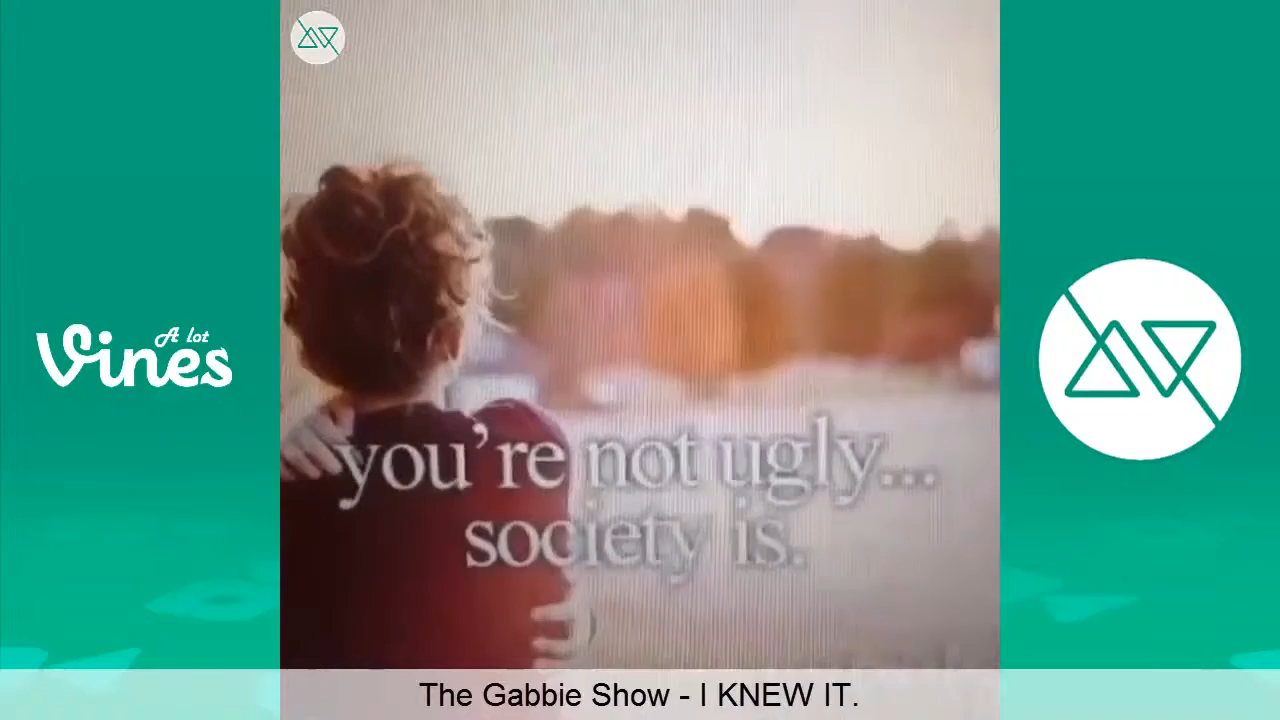 A lot
Vines
you're not ugly...
society is.
The Gabbie Show - I KNEW IT.